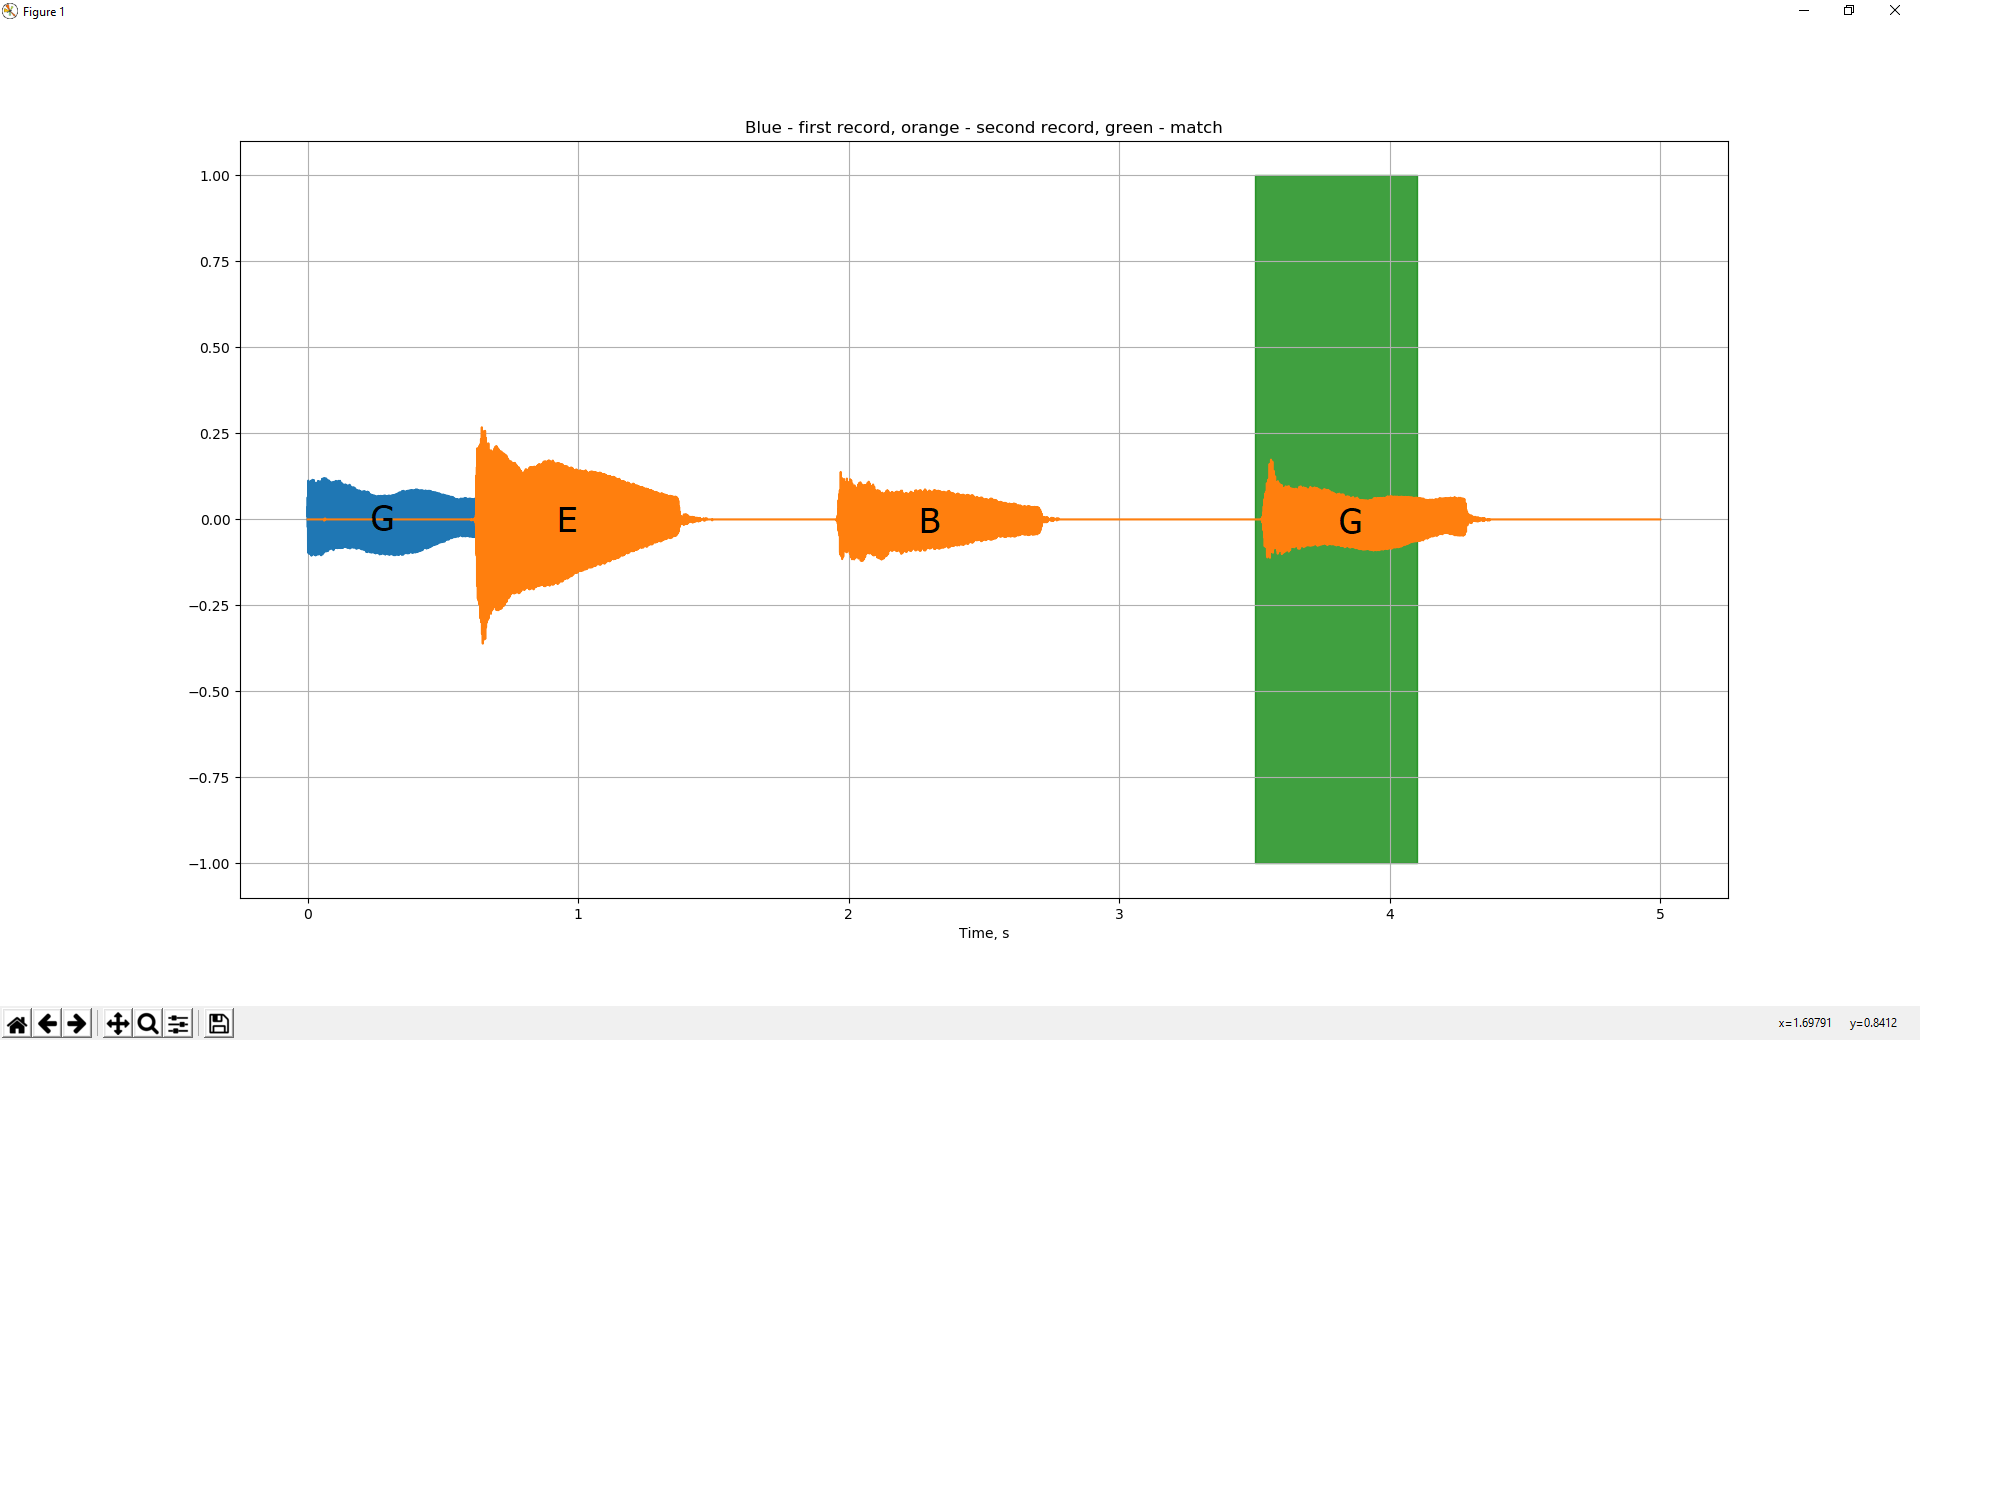 Figure 1
Blue - first record, orange - second record, green - match
1.00
0.75
0.50
0.25
0.00
−0.25
−0.50
−0.75
−1.00
G
E
B
G
0 1 2 3 4 5
Time, s
x=1.69791 y=0.8412